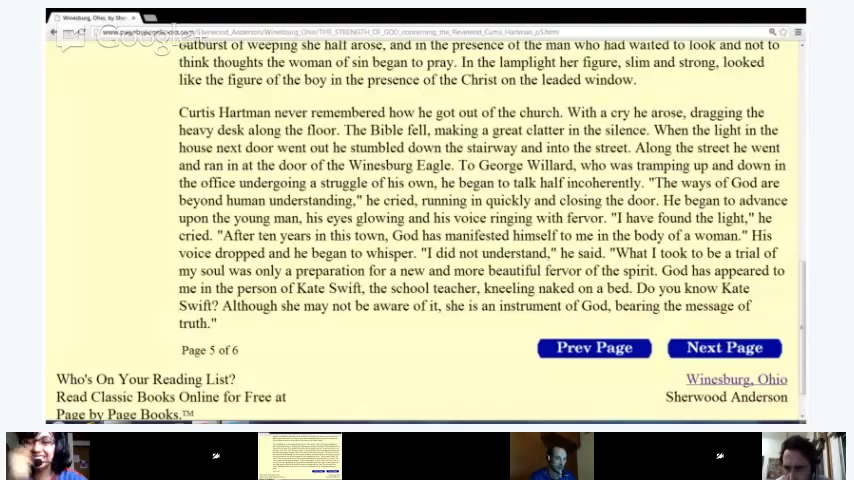 Winesburg, Ohio, by Sher
Google+
Sherwood_Anderson/Winesburg_Ohio/THE_STRENGTH_OF_GOD_concerning_the_Reverend_Curtis_Hartman_p5.html
outburst of weeping she half arose, and in the presence of the man who had waited to look and not to
think thoughts the woman of sin began to pray. In the lamplight her figure, slim and strong, looked
like the figure of the boy in the presence of the Christ on the leaded window.
Curtis Hartman never remembered how he got out of the church. With a cry he arose, dragging the
heavy desk along the floor. The Bible fell, making a great clatter in the silence. When the light in the
house next door went out he stumbled down the stairway and into the street. Along the street he went
and ran in at the door of the Winesburg Eagle. To George Willard, who was tramping up and down in
the office undergoing a struggle of his own, he began to talk half incoherently. "The ways of God are
beyond human understanding," he cried, running in quickly and closing the door. He began to advance
upon the young man, his eyes glowing and his voice ringing with fervor. "I have found the light," he
cried. "After ten years in this town, God has manifested himself to me in the body of a woman." His
voice dropped and he began to whisper. "I did not understand," he said. "What I took to be a trial of
my soul was only a preparation for a new and more beautiful fervor of the spirit. God has appeared to
me in the person of Kate Swift, the school teacher, kneeling naked on a bed. Do you know Kate
Swift? Although she may not be aware of it, she is an instrument of God, bearing the message of
truth."
Page 5 of 6
Prev Page
Next Page
Who's On Your Reading List?
Winesburg, Ohio
Read Classic Books Online for Free at
Sherwood Anderson
Page by Page Books.™